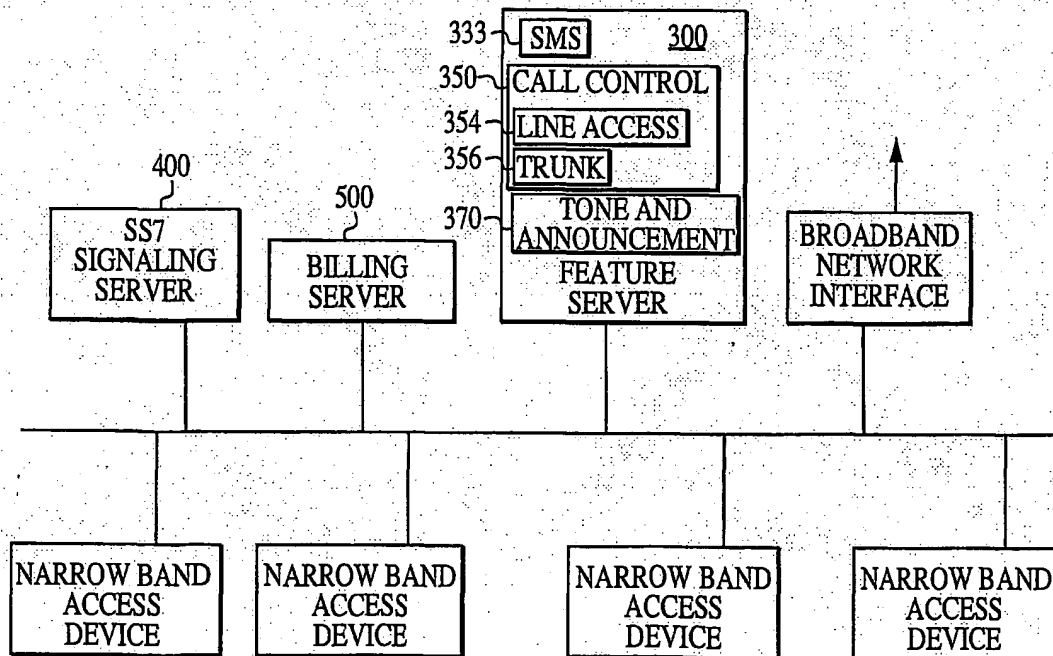 333
SMS
300
350
CALL CONTROL
354
LINE ACCESS
356
TRUNK
370
TONE AND
ANNOUNCEMENT
FEATURE
SERVER
400
SS7
SIGNALING
SERVER
500
BILLING
SERVER
BROADBAND
NETWORK
INTERFACE
NARROW BAND
ACCESS
DEVICE
NARROW BAND
ACCESS
DEVICE
NARROW BAND
ACCESS
DEVICE
NARROW BAND
ACCESS
DEVICE